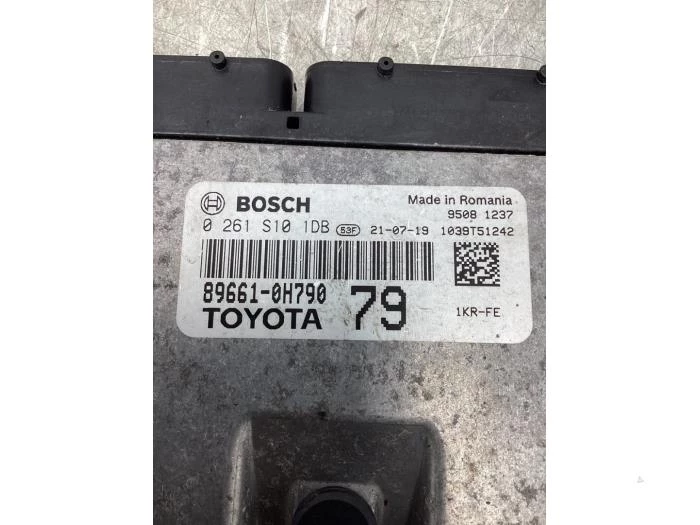 BOSCH Made in Romania
9508 1237
0 261 S10 1DB 53F 21-07-19 1039T51242
89661-0H790 79
TOYOTA 1KR-FE